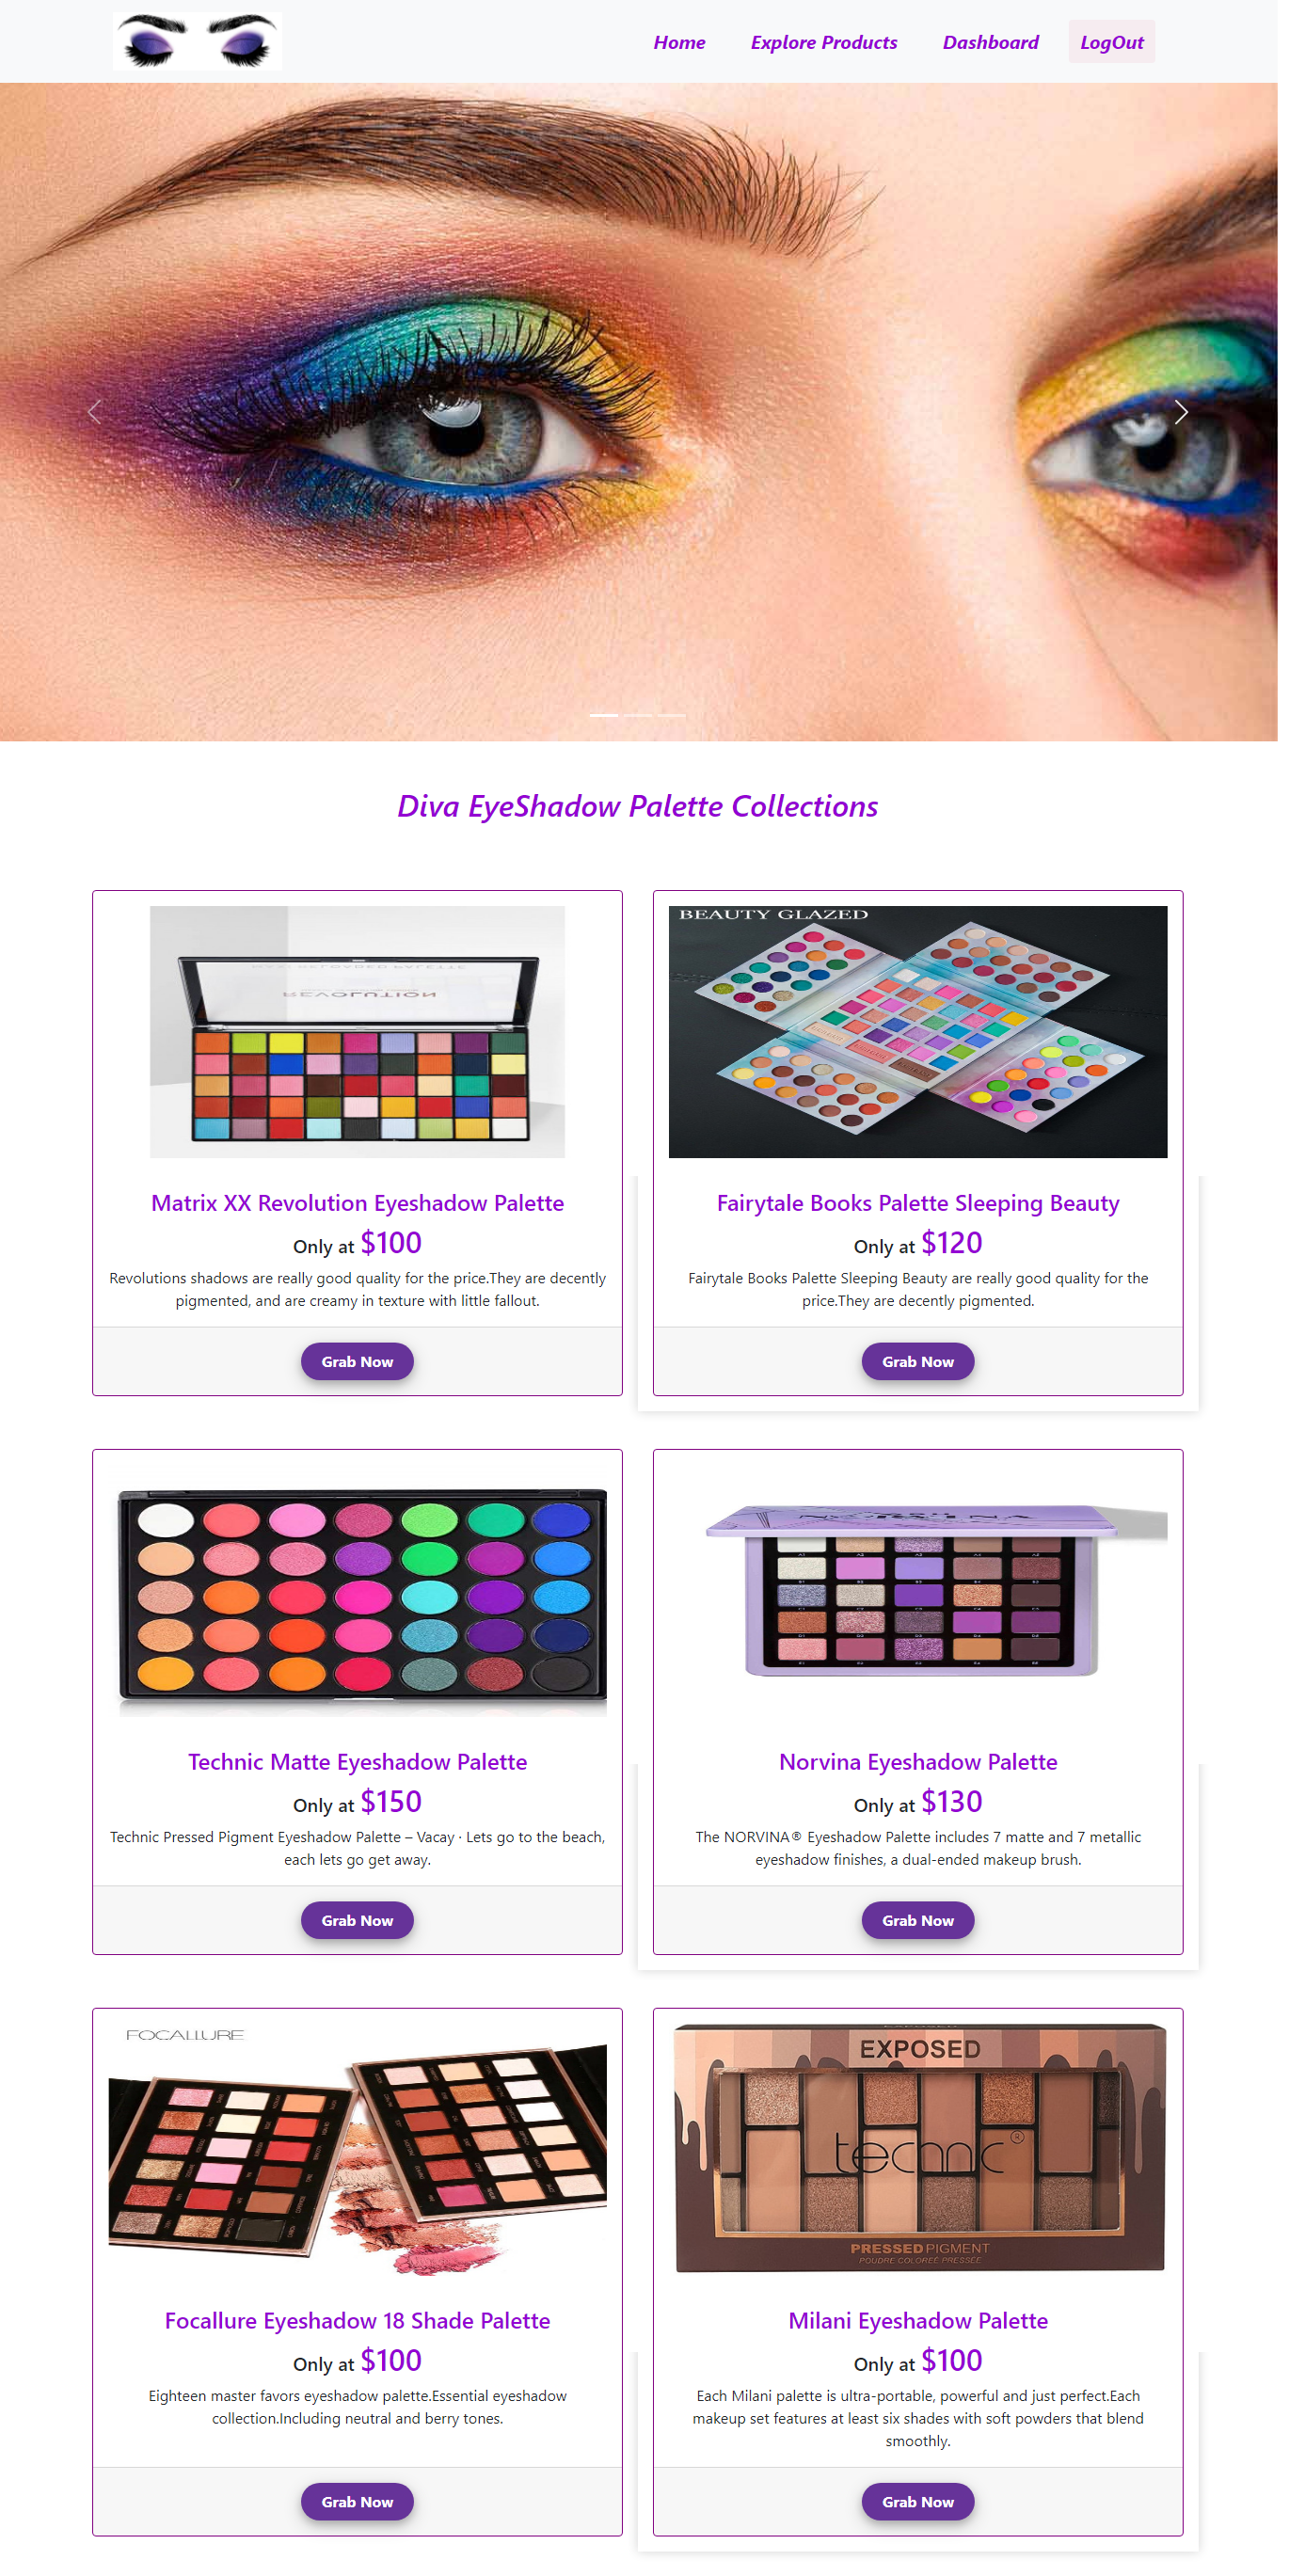 Home Explore Products Dashboard LogOut
Diva EyeShadow Palette Collections
REVOLUTION
BEAUTY GLAZED
Matrix XX Revolution Eyeshadow Palette
Only at $100
Revolutions shadows are really good quality for the price.They are decently
pigmented, and are creamy in texture with little fallout.
Grab Now
Fairytale Books Palette Sleeping Beauty
Only at $120
Fairytale Books Palette Sleeping Beauty are really good quality for the
price.They are decently pigmented.
Grab Now
NORVINA
Technic Matte Eyeshadow Palette
Only at $150
Technic Pressed Pigment Eyeshadow Palette – Vacay · Lets go to the beach,
each lets go get away.
Grab Now
Norvina Eyeshadow Palette
Only at $130
The NORVINA® Eyeshadow Palette includes 7 matte and 7 metallic
eyeshadow finishes, a dual-ended makeup brush.
Grab Now
FOCALLURE
EXPOSED
technic®
PRESSED PIGMENT
POUDRE COLORÉE PRESSÉE
Focallure Eyeshadow 18 Shade Palette
Only at $100
Eighteen master favors eyeshadow palette.Essential eyeshadow
collection.Including neutral and berry tones.
Grab Now
Milani Eyeshadow Palette
Only at $100
Each Milani palette is ultra-portable, powerful and just perfect.Each
makeup set features at least six shades with soft powders that blend
smoothly.
Grab Now